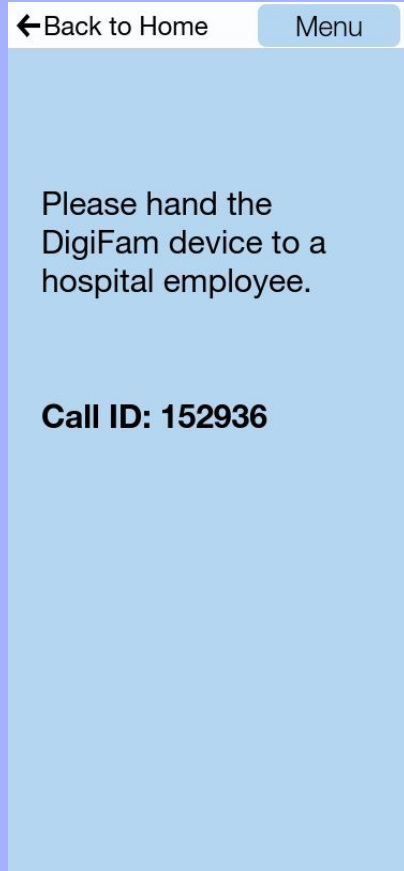 ←Back to Home
Menu
Please hand the
DigiFam device to a
hospital employee.
Call ID: 152936